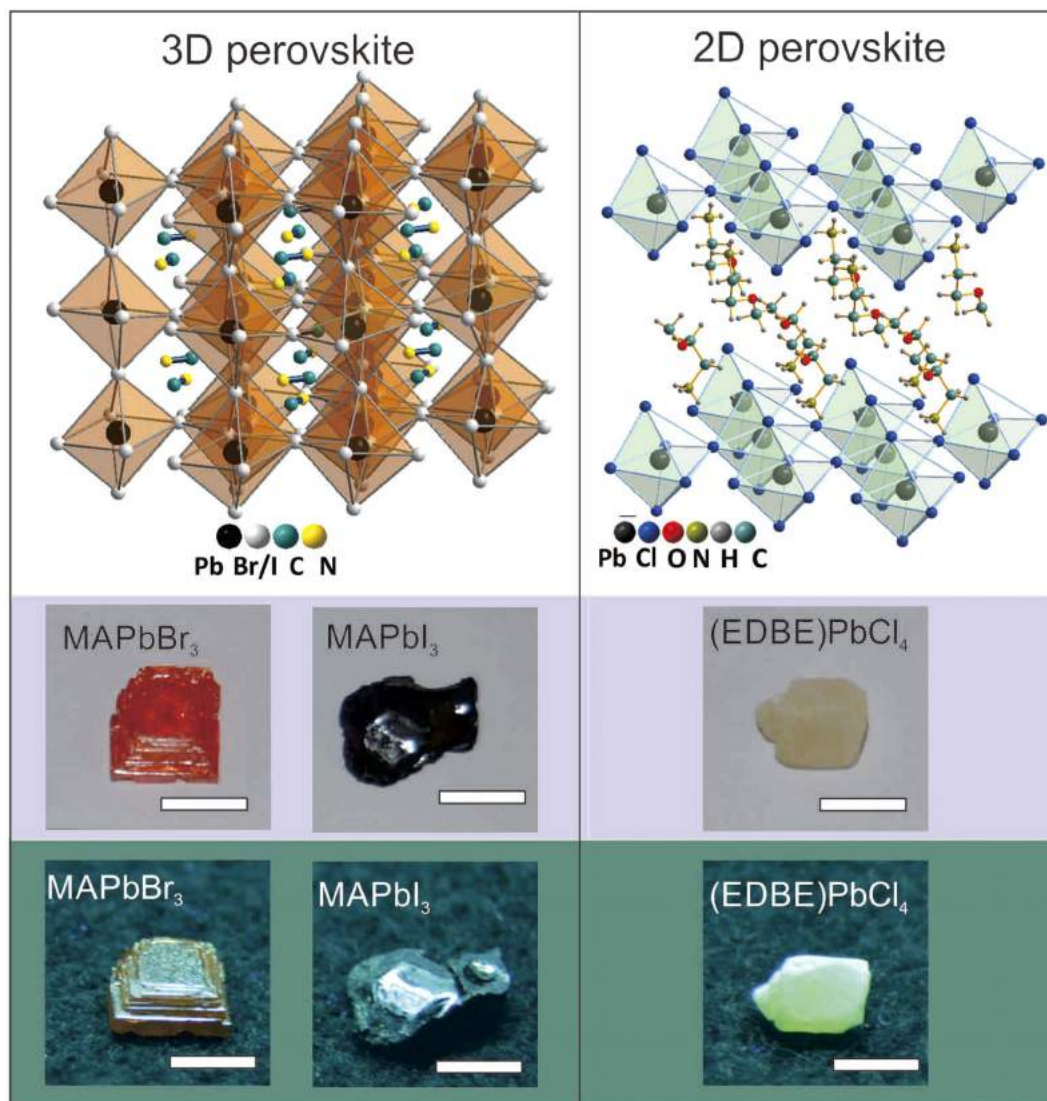 3D perovskite
2D perovskite
Pb Br/I C N
Pb Cl O N H C
MAPbBr₃
MAPbI₃
(EDBE)PbCl₄
MAPbBr₃
MAPbI₃
(EDBE)PbCl₄